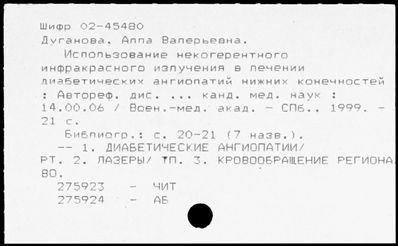 Шифр 02-45480
Дуганова, Алла Валерьевна.
Использование некогерентного
инфракрасного излучения в лечении
диабетических ангиопатий нижних конечностей
: Автореф. дис. ... канд. мед. наук :
14.00.06 / Воен.-мед. акад. - СПб., 1999. -
21 с.
Библиогр.: с. 20-21 (7 назв.).
-- 1. ДИАБЕТИЧЕСКИЕ АНГИОПАТИИ/
РТ. 2. ЛАЗЕРЫ/ ТП. 3. КРОВООБРАЩЕНИЕ РЕГИОНА
ВО.
275923 - ЧИТ
275924 - АБ